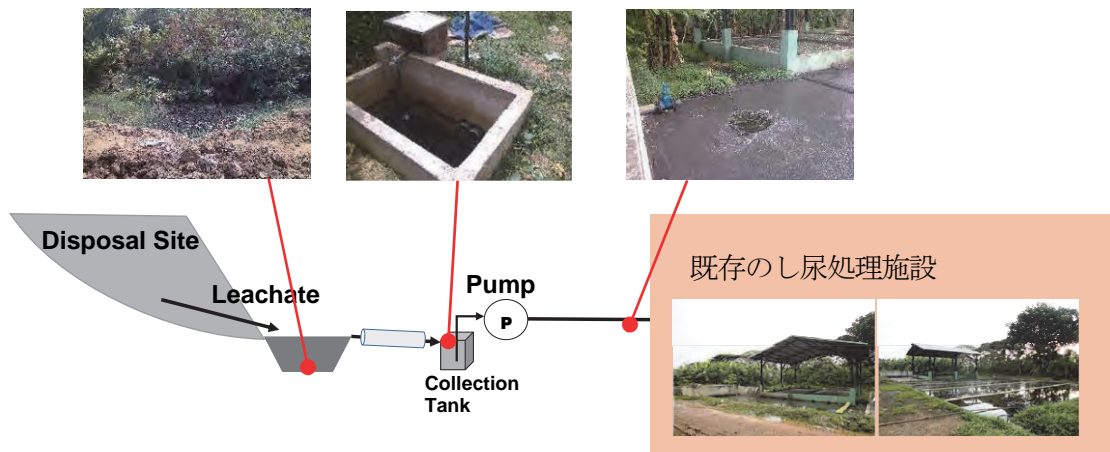 Disposal Site
Leachate
Pump
P
Collection
Tank
既存のし尿処理施設